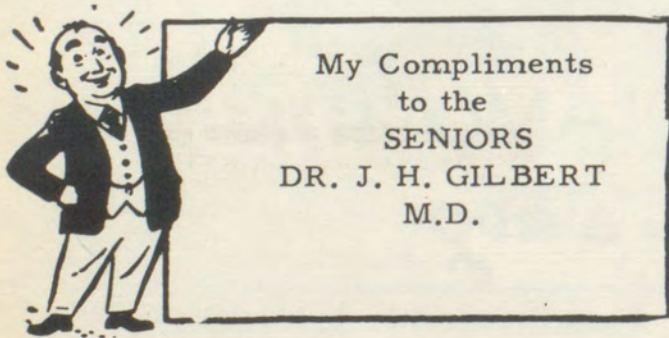 My Compliments
to the
SENIORS
DR. J. H. GILBERT
M.D.